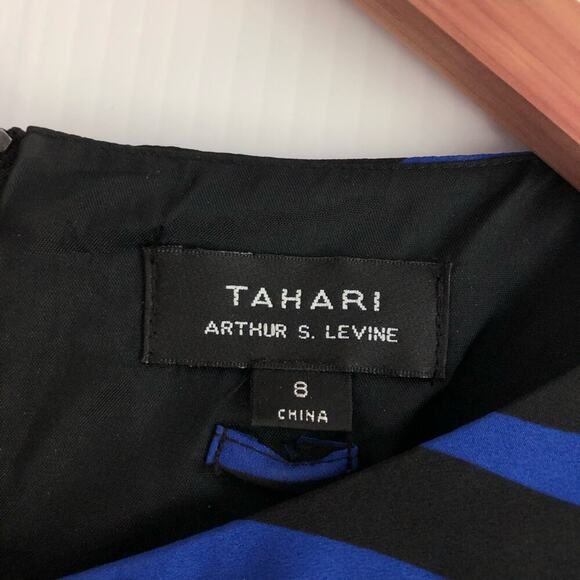 TAHARI
ARTHUR S. LEVINE
8
CHINA